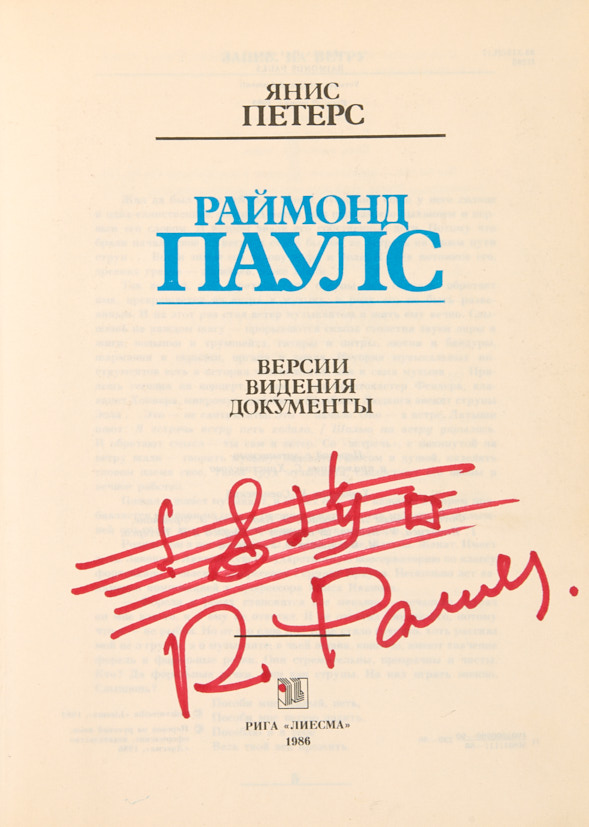 ЯНИС
ПЕТЕРС
РАЙМОНД
ПАУЛС
ВЕРСИИ
ВИДЕНИЯ
ДОКУМЕНТЫ
R. Pauls.
РИГА «ЛИЕСМА»
1986